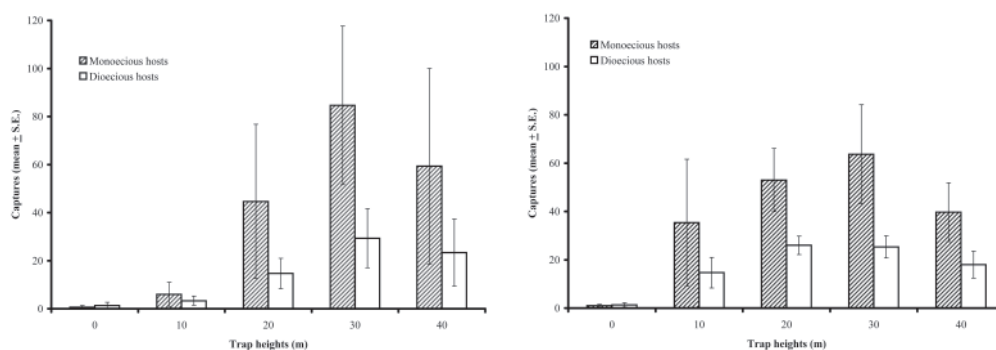 120
100
80
60
40
20
0
Captures (mean ± S.E.)
Monoecious hosts
Dioecious hosts
0 10 20 30 40
Trap heights (m)
120
100
80
60
40
20
0
Captures (mean ± S.E.)
Monoecious hosts
Dioecious hosts
0 10 20 30 40
Trap heights (m)